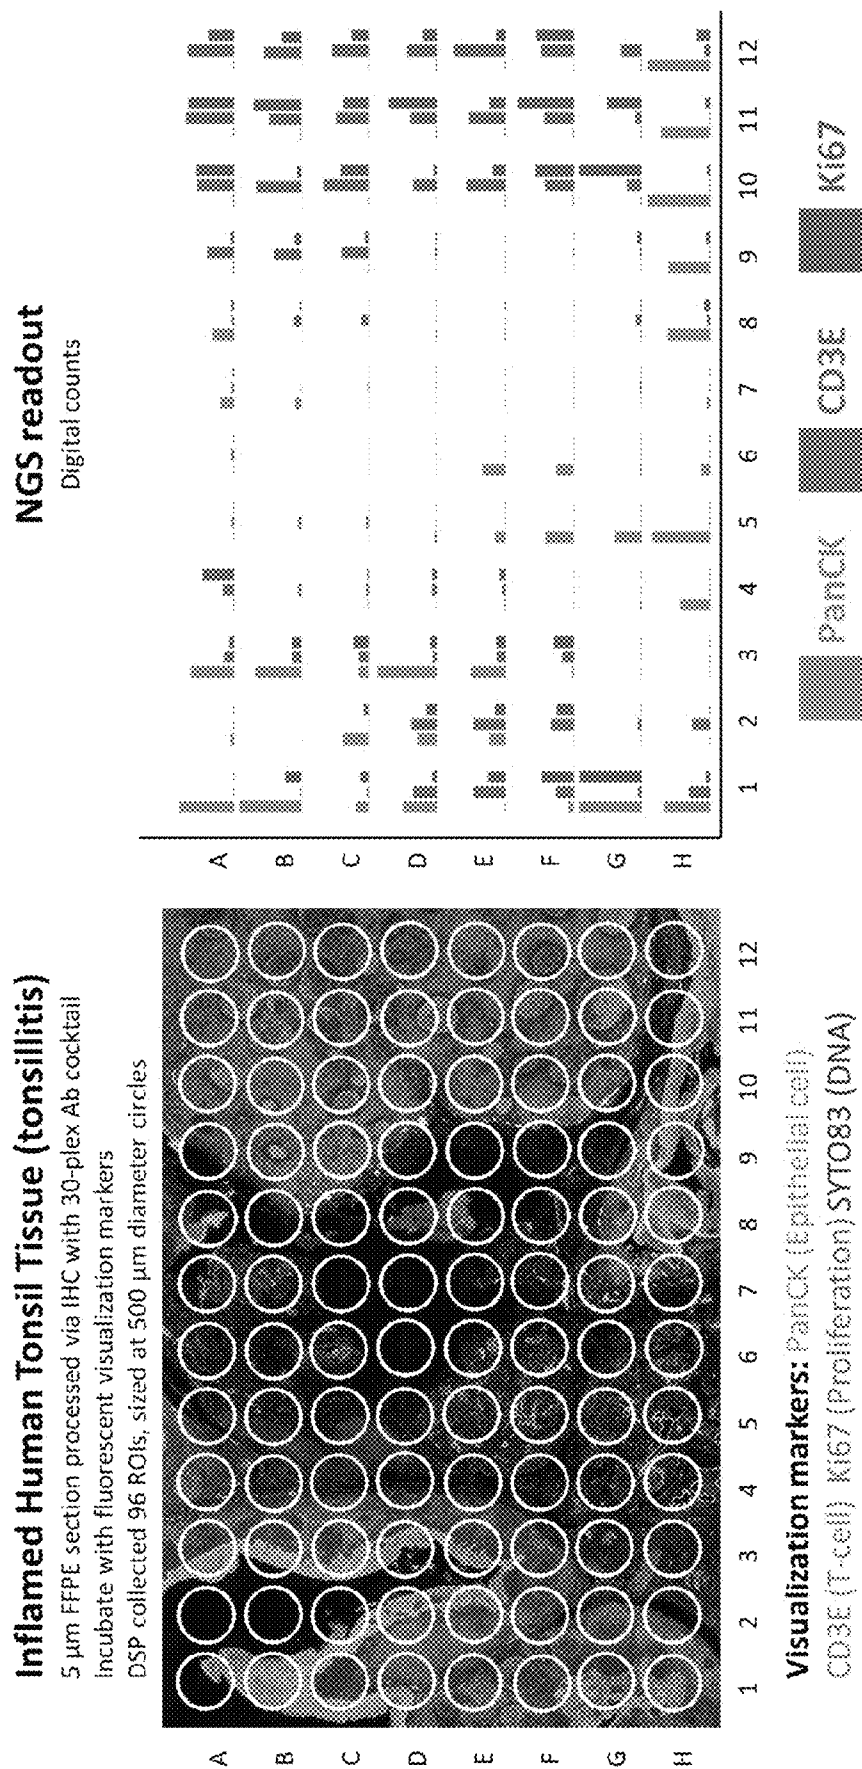 Inflamed Human Tonsil Tissue (tonsillitis)
5 µm FFPE section processed via IHC with 30-plex Ab cocktail
Incubate with fluorescent visualization markers
DSP collected 96 ROIs, sized at 500 µm diameter circles
A
B
C
D
E
F
G
H
1 2 3 4 5 6 7 8 9 10 11 12
Visualization markers: PanCK (Epithelial cell)
CD3E (T-cell) Ki67 (Proliferation) SYTO83 (DNA)
NGS readout
Digital counts
A
B
C
D
E
F
G
H
1 2 3 4 5 6 7 8 9 10 11 12
PanCK CD3E Ki67